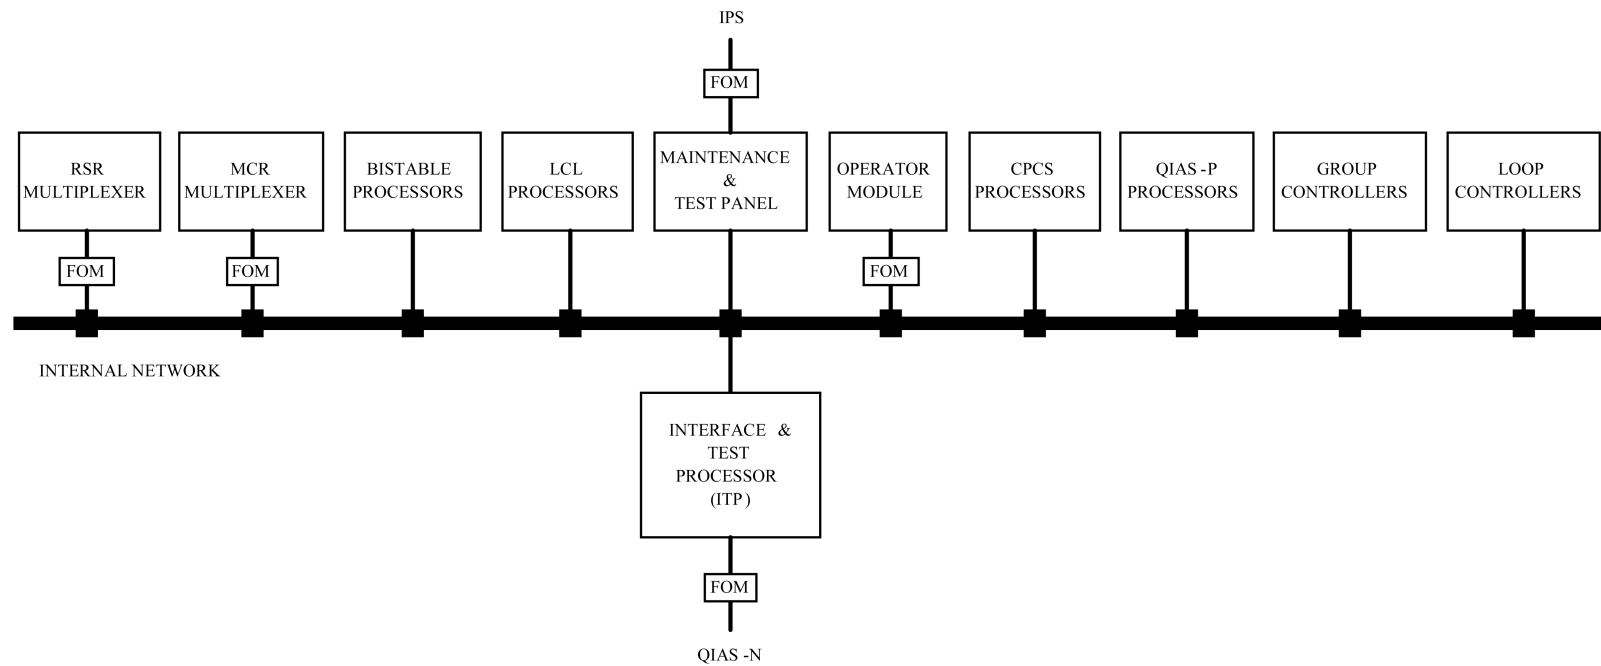 IPS
FOM
RSR
MULTIPLEXER
MCR
MULTIPLEXER
BISTABLE
PROCESSORS
LCL
PROCESSORS
MAINTENANCE
&
TEST PANEL
OPERATOR
MODULE
CPCS
PROCESSORS
QIAS -P
PROCESSORS
GROUP
CONTROLLERS
LOOP
CONTROLLERS
FOM
FOM
FOM
INTERNAL NETWORK
INTERFACE &
TEST
PROCESSOR
(ITP)
FOM
QIAS -N